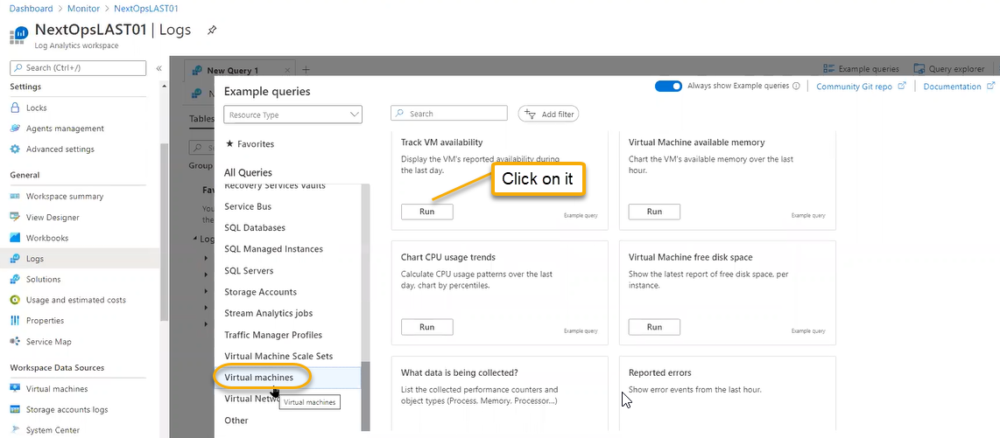 Dashboard > Monitor > NextOpsLAST01
NextOpsLAST01 | Logs
Log Analytics workspace
Search (Ctrl+/)
«
Settings
Locks
Agents management
Advanced settings
General
Workspace summary
View Designer
Workbooks
Logs
Solutions
Usage and estimated costs
Properties
Service Map
Workspace Data Sources
Virtual machines
Storage accounts logs
System Center
New Query 1 × +
Example queries
Query explorer
N
Tables
Se
Group
Fav
You
the
Log
Example queries
Always show Example queries
Community Git repo
Documentation
Resource Type
Search
Add filter
★ Favorites
All Queries
Recovery Services Vaults
Service Bus
SQL Databases
SQL Managed Instances
SQL Servers
Storage Accounts
Stream Analytics jobs
Traffic Manager Profiles
Virtual Machine Scale Sets
Virtual machines
Virtual Netw
Virtual machines
Other
Track VM availability
Display the VM's reported availability during
the last day.
Click on it
Run
Example query
Virtual Machine available memory
Chart the VM's available memory over the last
hour.
Run
Example query
Chart CPU usage trends
Calculate CPU usage patterns over the last
day, chart by percentiles.
Run
Example query
Virtual Machine free disk space
Show the latest report of free disk space, per
instance.
Run
Example query
What data is being collected?
List the collected performance counters and
object types (Process, Memory, Processor...)
Reported errors
Show error events from the last hour.